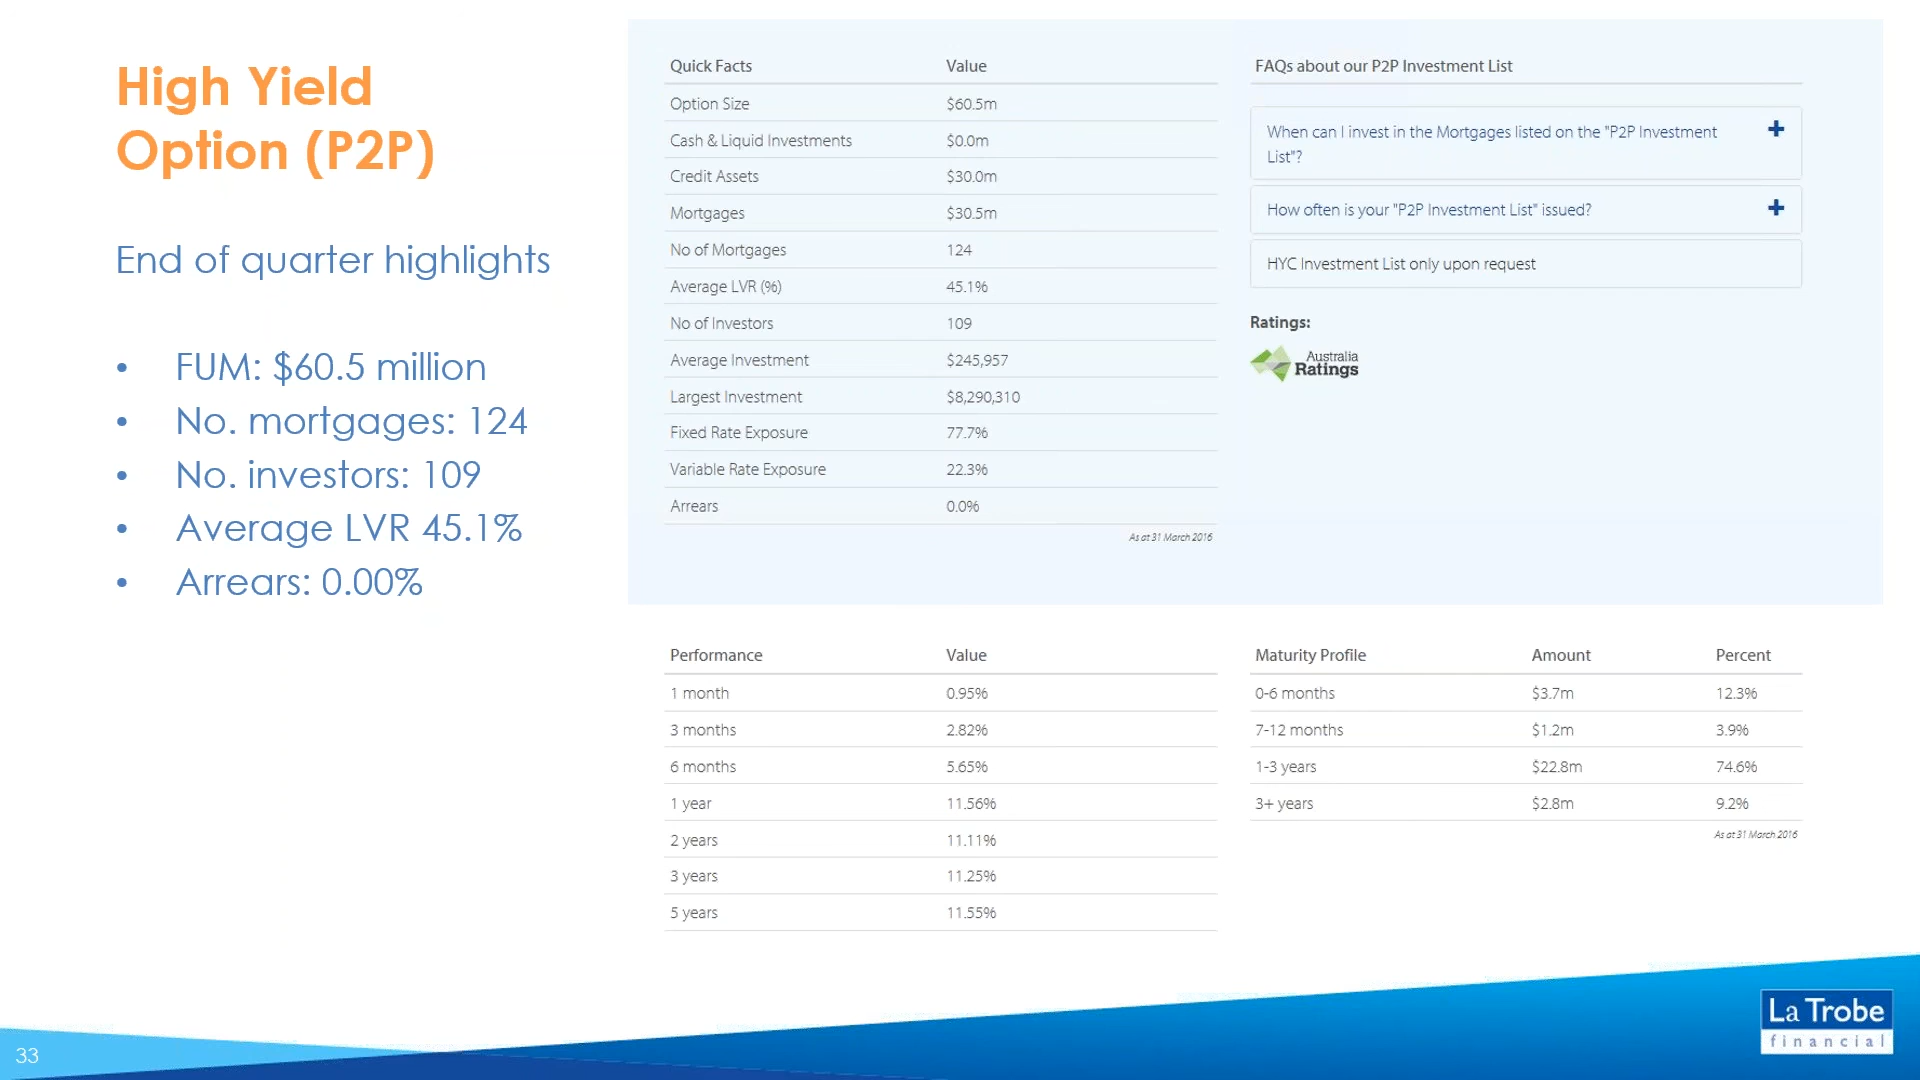 High Yield
Option (P2P)
End of quarter highlights
• FUM: $60.5 million
• No. mortgages: 124
• No. investors: 109
• Average LVR 45.1%
• Arrears: 0.00%
Quick Facts Value
Option Size $60.5m
Cash & Liquid Investments $0.0m
Credit Assets $30.0m
Mortgages $30.5m
No of Mortgages 124
Average LVR (%) 45.1%
No of Investors 109
Average Investment $245,957
Largest Investment $8,290,310
Fixed Rate Exposure 77.7%
Variable Rate Exposure 22.3%
Arrears 0.0%
As at 31 March 2016
FAQs about our P2P Investment List
When can I invest in the Mortgages listed on the "P2P Investment
List"?
How often is your "P2P Investment List" issued?
HYC Investment List only upon request
Ratings:
Australia
Ratings
Performance Value
1 month 0.95%
3 months 2.82%
6 months 5.65%
1 year 11.56%
2 years 11.11%
3 years 11.25%
5 years 11.55%
Maturity Profile Amount Percent
0-6 months $3.7m 12.3%
7-12 months $1.2m 3.9%
1-3 years $22.8m 74.6%
3+ years $2.8m 9.2%
As at 31 March 2016
33
La Trobe
financial